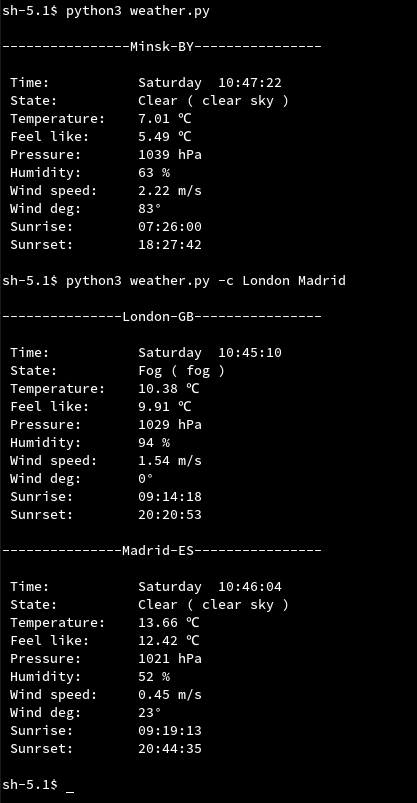 sh-5.1$ python3 weather.py
----------------Minsk-BY----------------
Time: Saturday 10:47:22
State: Clear ( clear sky )
Temperature: 7.01 ℃
Feel like: 5.49 ℃
Pressure: 1039 hPa
Humidity: 63 %
Wind speed: 2.22 m/s
Wind deg: 83°
Sunrise: 07:26:00
Sunrset: 18:27:42
sh-5.1$ python3 weather.py -c London Madrid
---------------London-GB----------------
Time: Saturday 10:45:10
State: Fog ( fog )
Temperature: 10.38 ℃
Feel like: 9.91 ℃
Pressure: 1029 hPa
Humidity: 94 %
Wind speed: 1.54 m/s
Wind deg: 0°
Sunrise: 09:14:18
Sunrset: 20:20:53
---------------Madrid-ES----------------
Time: Saturday 10:46:04
State: Clear ( clear sky )
Temperature: 13.66 ℃
Feel like: 12.42 ℃
Pressure: 1021 hPa
Humidity: 52 %
Wind speed: 0.45 m/s
Wind deg: 23°
Sunrise: 09:19:13
Sunrset: 20:44:35
sh-5.1$ _